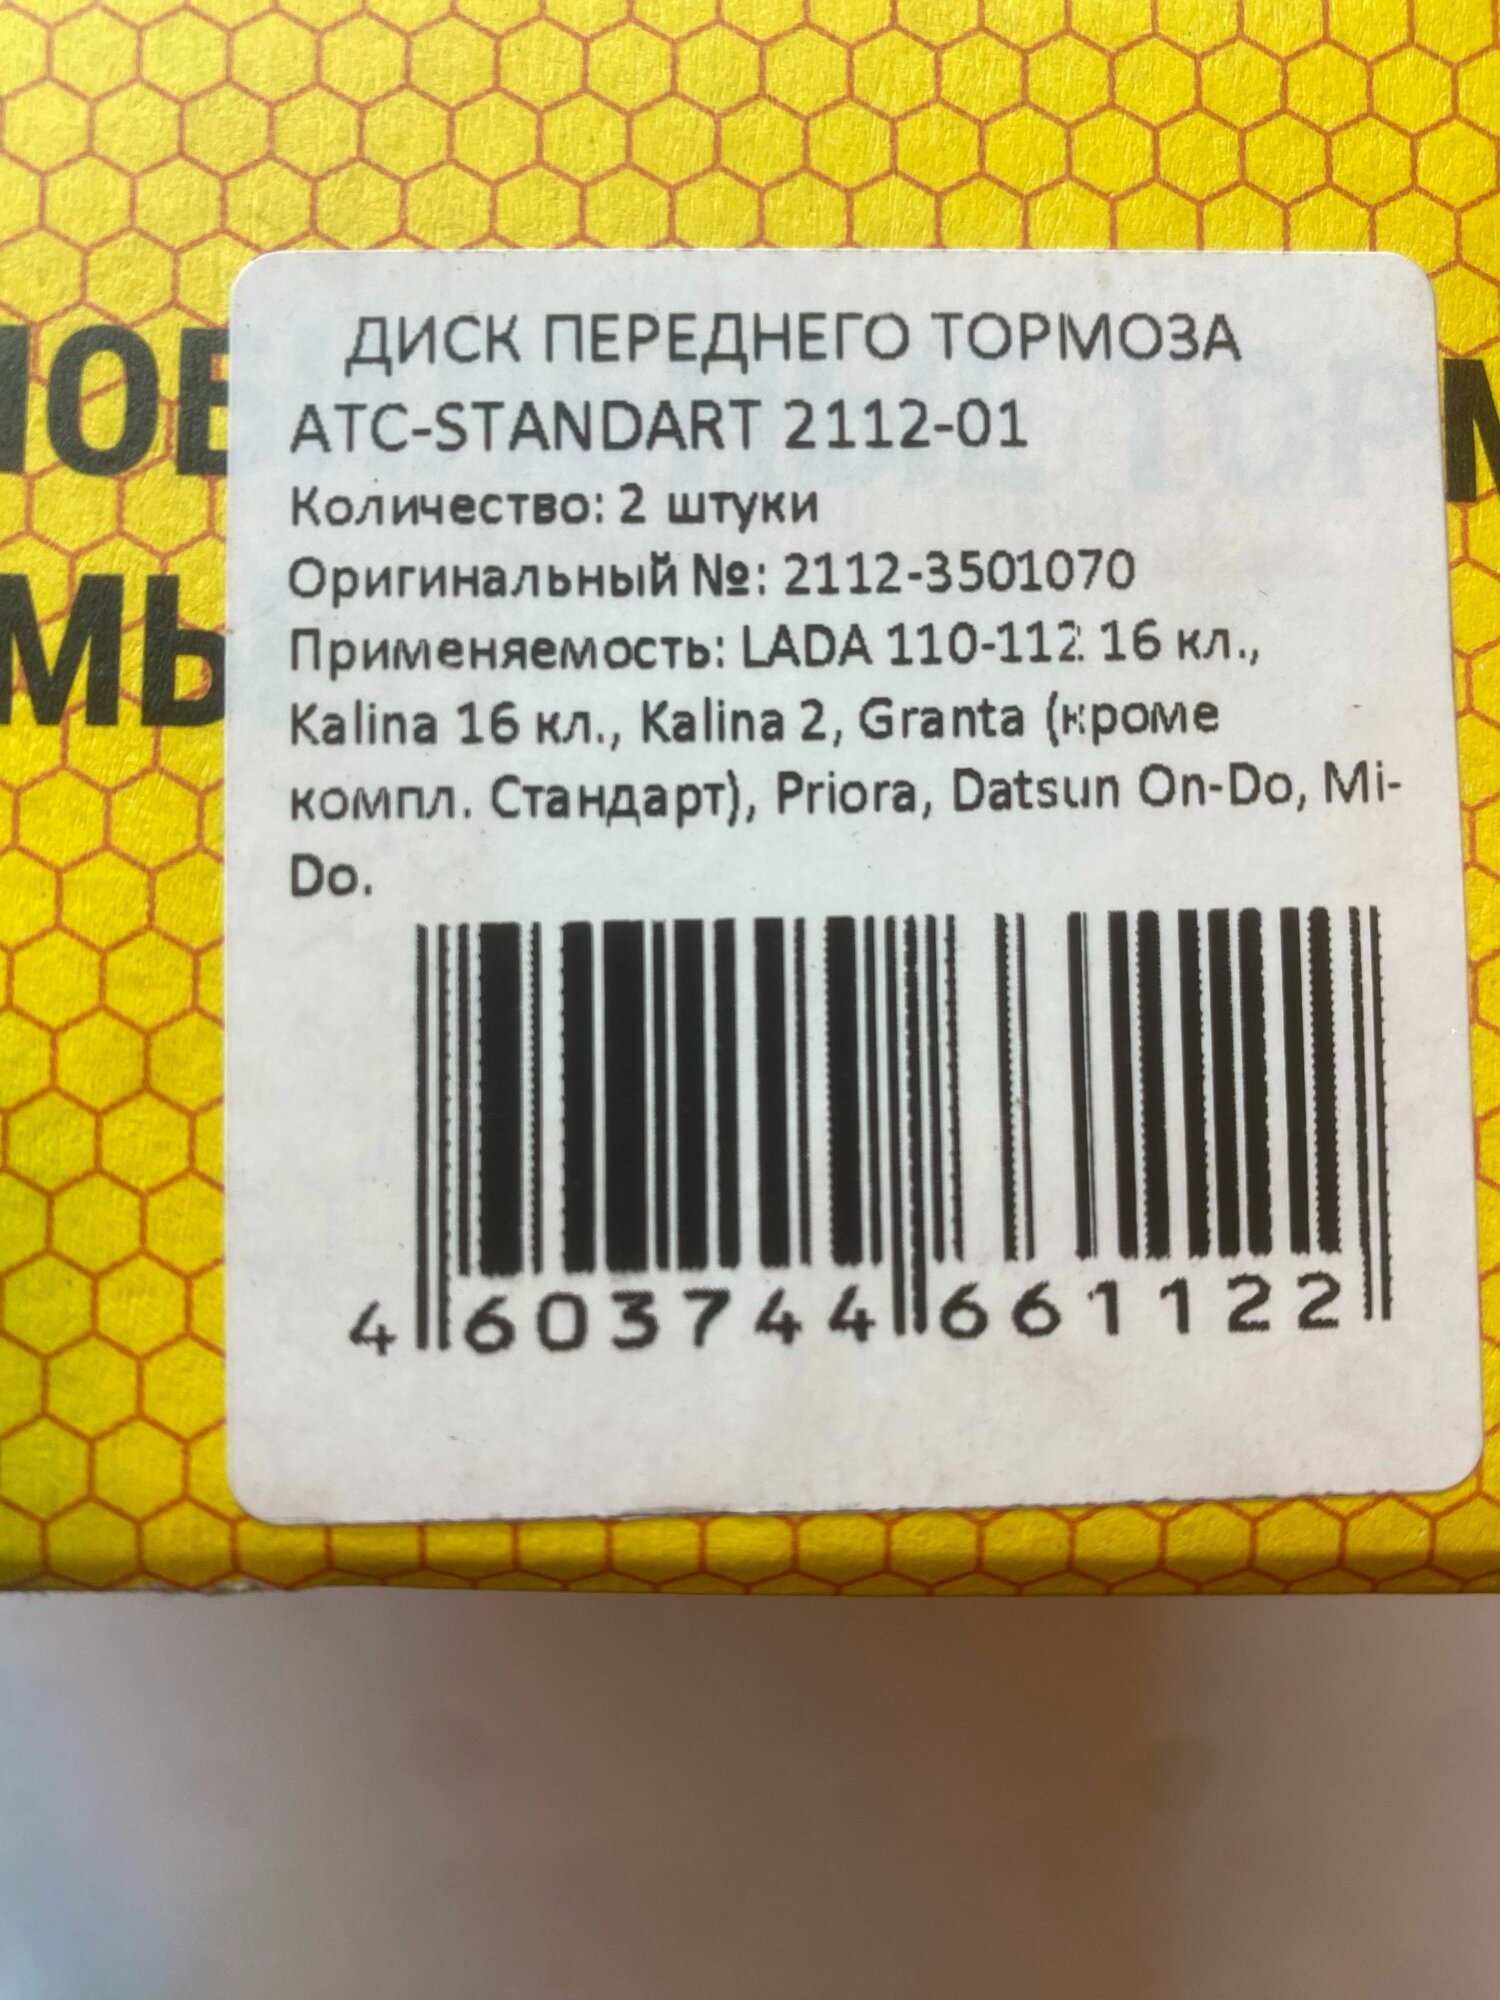 ДИСК ПЕРЕДНЕГО ТОРМОЗА
АТС-STANDART 2112-01
Количество: 2 штуки
Оригинальный №: 2112-3501070
Применяемость: LADA 110-112 16 кл.,
Kalina 16 кл., Kalina 2, Granta (кроме
компл. Стандарт), Priora, Datsun On-Do, Mi-
Do.
4 603744 661122